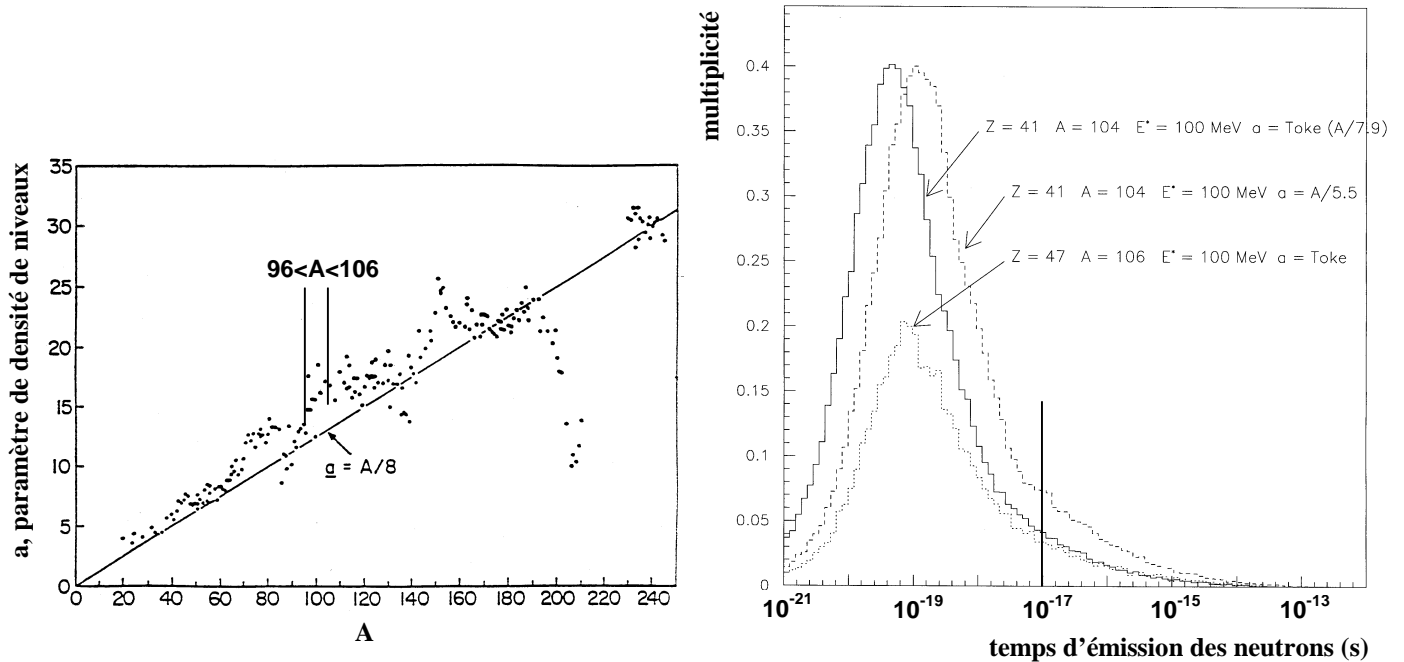 a, paramètre de densité de niveaux
35
30
25
20
15
10
5
0
96<A<106
a = A/8
0 20 40 60 80 100 120 140 160 180 200 220 240
A
multiplicité
0.4
0.35
0.3
0.25
0.2
0.15
0.1
0.05
0
Z = 41 A = 104 E* = 100 MeV a = Toke (A/7.9)
Z = 41 A = 104 E* = 100 MeV a = A/5.5
Z = 47 A = 106 E* = 100 MeV a = Toke
10⁻²¹ 10⁻¹⁹ 10⁻¹⁷ 10⁻¹⁵ 10⁻¹³
temps d'émission des neutrons (s)